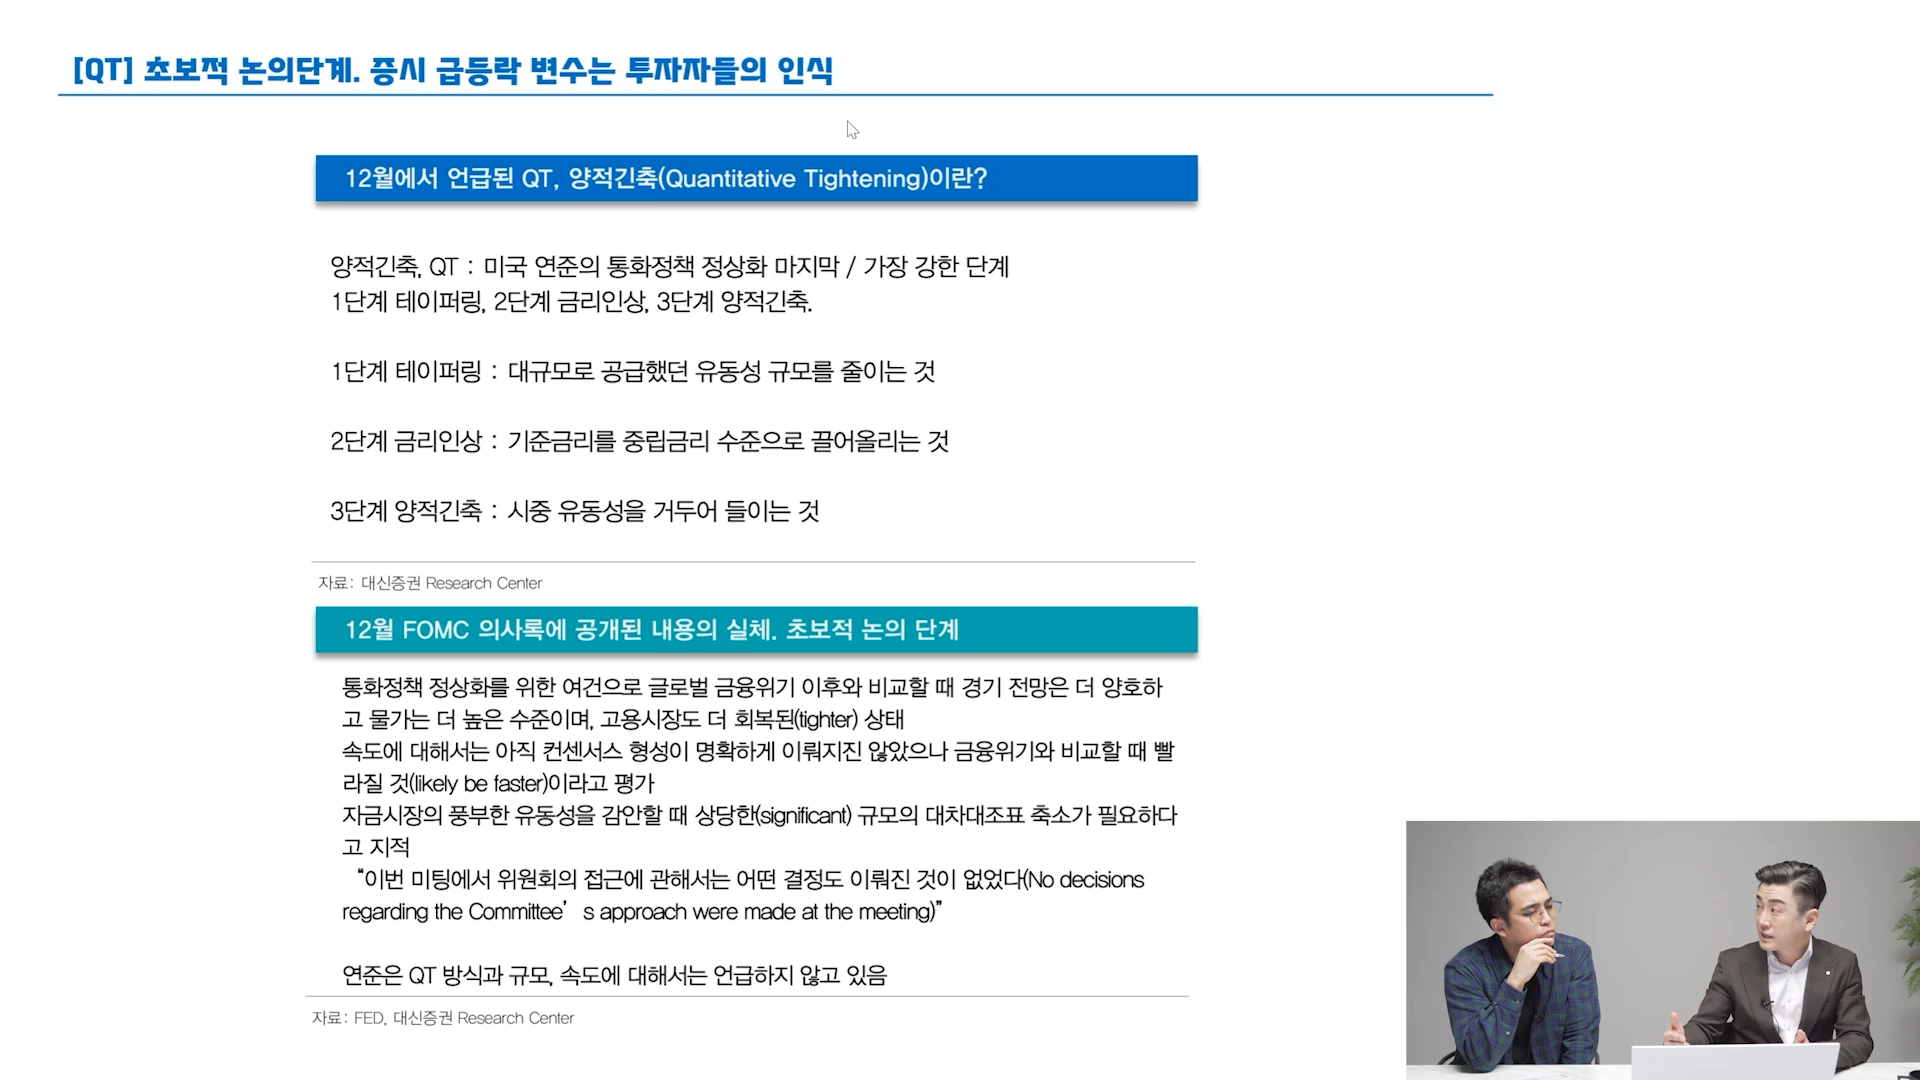 [QT] 초보적 논의단계. 증시 급등락 변수는 투자자들의 인식
12월에서 언급된 QT, 양적긴축(Quantitative Tightening)이란?
양적긴축, QT : 미국 연준의 통화정책 정상화 마지막 / 가장 강한 단계
1단계 테이퍼링, 2단계 금리인상, 3단계 양적긴축.
1단계 테이퍼링 : 대규모로 공급했던 유동성 규모를 줄이는 것
2단계 금리인상 : 기준금리를 중립금리 수준으로 끌어올리는 것
3단계 양적긴축 : 시중 유동성을 거두어 들이는 것
자료: 대신증권 Research Center
12월 FOMC 의사록에 공개된 내용의 실체. 초보적 논의 단계
통화정책 정상화를 위한 여건으로 글로벌 금융위기 이후와 비교할 때 경기 전망은 더 양호하
고 물가는 더 높은 수준이며, 고용시장도 더 회복된(tighter) 상태
속도에 대해서는 아직 컨센서스 형성이 명확하게 이뤄지진 않았으나 금융위기와 비교할 때 빨
라질 것(likely be faster)이라고 평가
자금시장의 풍부한 유동성을 감안할 때 상당한(significant) 규모의 대차대조표 축소가 필요하다
고 지적
“이번 미팅에서 위원회의 접근에 관해서는 어떤 결정도 이뤄진 것이 없었다(No decisions
regarding the Committee’s approach were made at the meeting)”
연준은 QT 방식과 규모, 속도에 대해서는 언급하지 않고 있음
자료: FED, 대신증권 Research Center